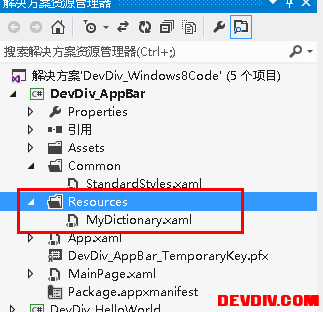 解决方案资源管理器
搜索解决方案资源管理器(Ctrl+;)
解决方案'DevDiv_Windows8Code' (5 个项目)
DevDiv_AppBar
Properties
引用
Assets
Common
StandardStyles.xaml
Resources
MyDictionary.xaml
App.xaml
DevDiv_AppBar_TemporaryKey.pfx
MainPage.xaml
Package.appxmanifest
DevDiv_HelloWorld
DEVDIV.COM